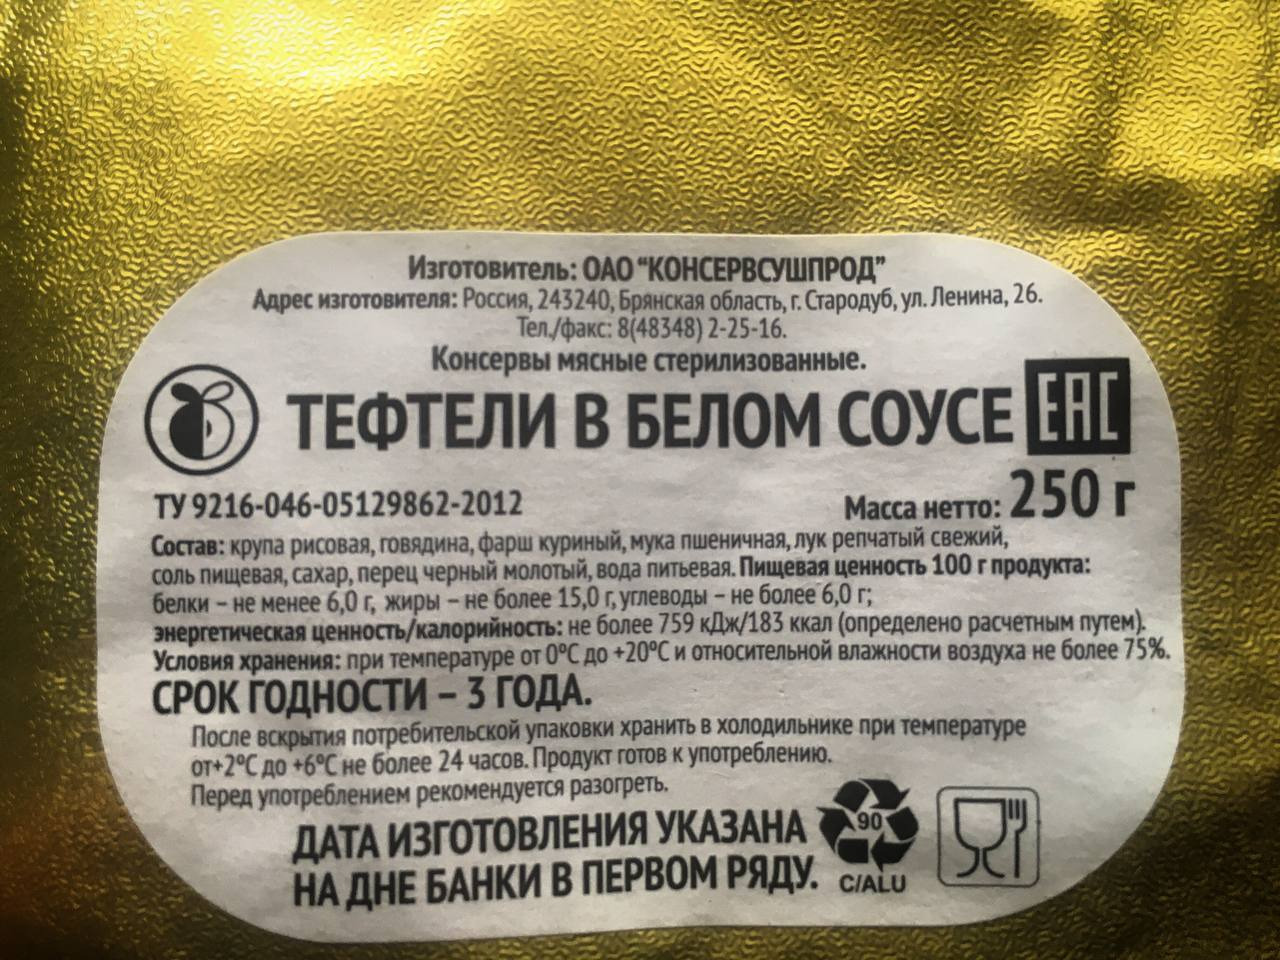 Изготовитель: ОАО "КОНСЕРВСУШПРОД"
Адрес изготовителя: Россия, 243240, Брянская область, г. Стародуб, ул. Ленина, 26.
Тел./факс: 8(48348) 2-25-16.
Консервы мясные стерилизованные.
ТЕФТЕЛИ В БЕЛОМ СОУСЕ ЕАС
ТУ 9216-046-05129862-2012
Масса нетто: 250 г
Состав: крупа рисовая, говядина, фарш куриный, мука пшеничная, лук репчатый свежий,
соль пищевая, сахар, перец черный молотый, вода питьевая. Пищевая ценность 100 г продукта:
белки – не менее 6,0 г, жиры – не более 15,0 г, углеводы – не более 6,0 г;
энергетическая ценность/калорийность: не более 759 кДж/183 ккал (определено расчетным путем).
Условия хранения: при температуре от 0°С до +20°С и относительной влажности воздуха не более 75%.
СРОК ГОДНОСТИ – 3 ГОДА.
После вскрытия потребительской упаковки хранить в холодильнике при температуре
от+2°С до +6°С не более 24 часов. Продукт готов к употреблению.
Перед употреблением рекомендуется разогреть.
ДАТА ИЗГОТОВЛЕНИЯ УКАЗАНА
НА ДНЕ БАНКИ В ПЕРВОМ РЯДУ.
90
C/ALU